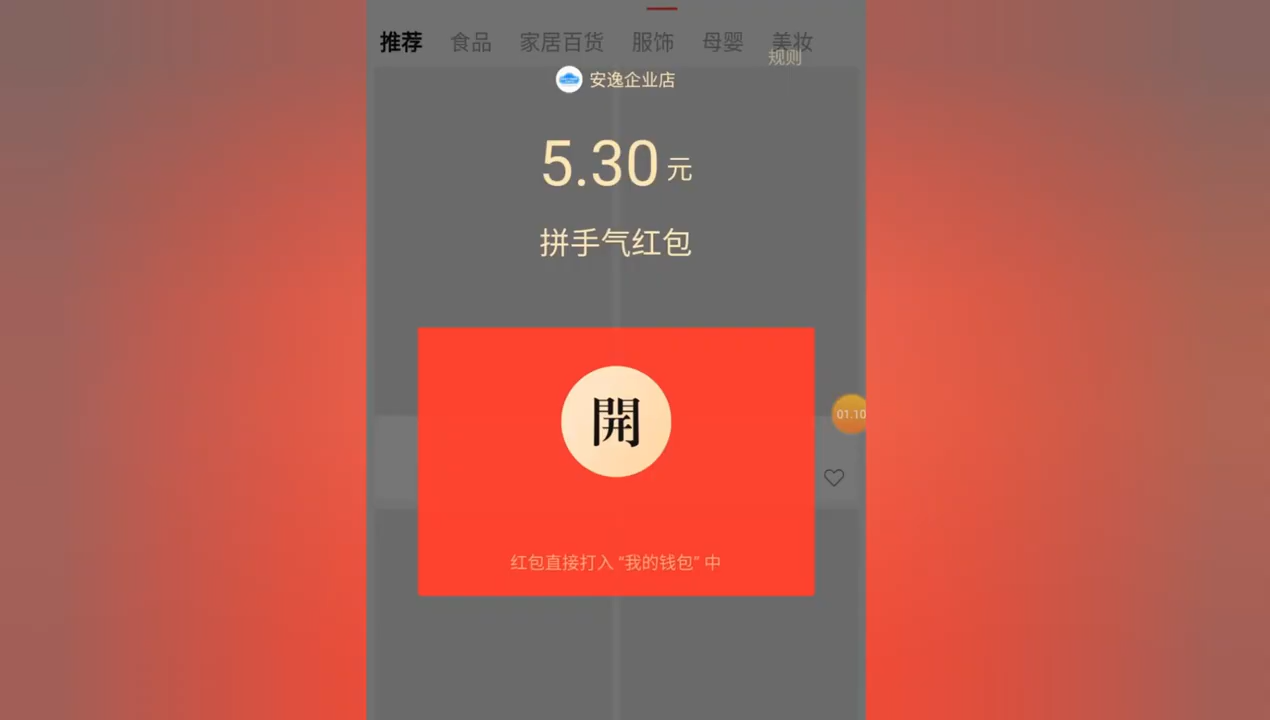 推荐 食品 家居百货 服饰 母婴 美妆
规则
安逸企业店
5.30 元
拼手气红包
開
01:10
红包直接打入 “我的钱包” 中